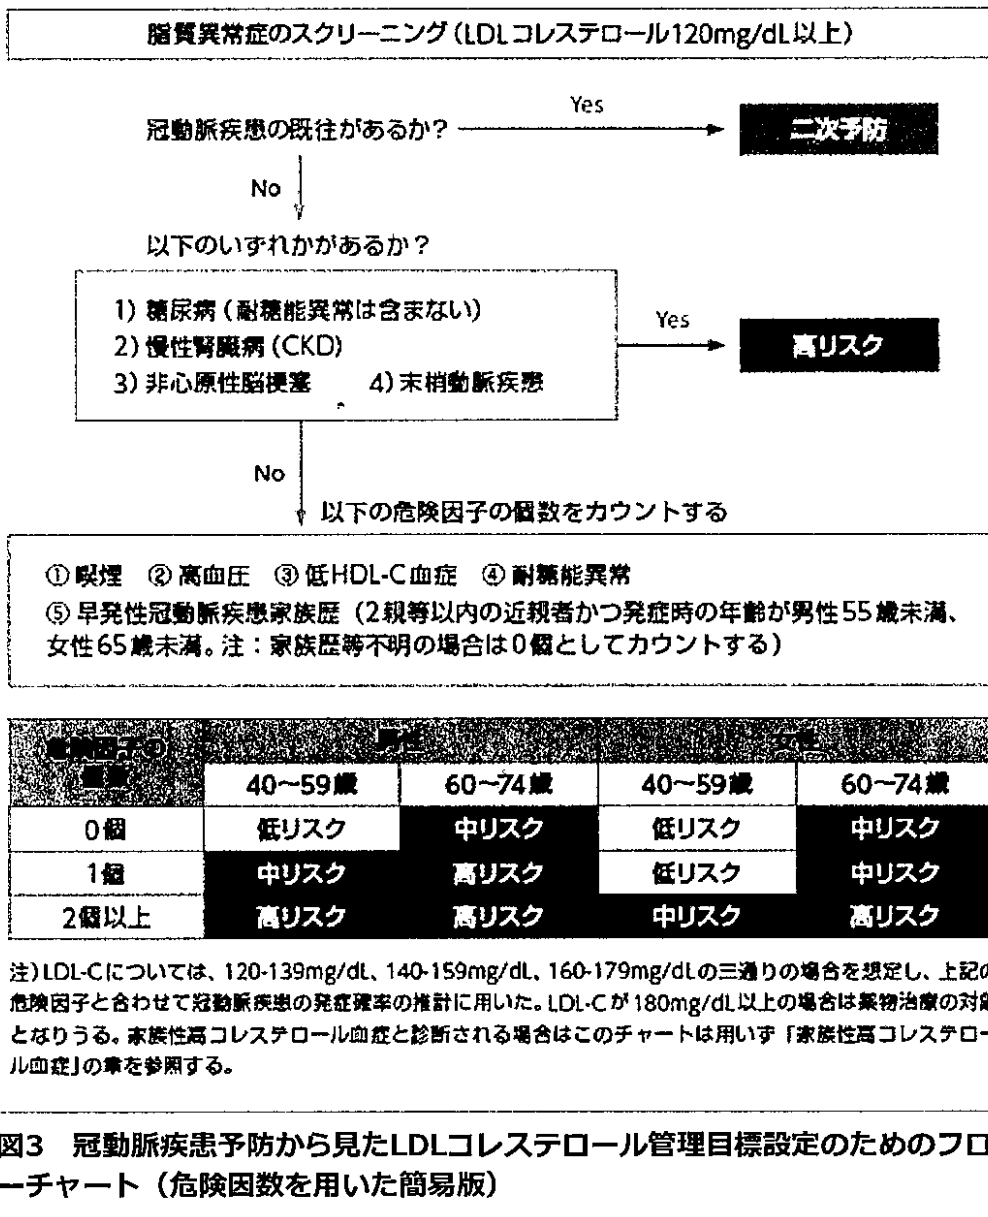 脂質異常症のスクリーニング（LDLコレステロール120mg/dL以上）
冠動脈疾患の既往があるか？
Yes
二次予防
No
以下のいずれかがあるか？
1) 糖尿病（耐糖能異常は含まない）
2) 慢性腎臓病（CKD）
3) 非心原性脳梗塞　4) 末梢動脈疾患
Yes
高リスク
No
以下の危険因子の個数をカウントする
① 喫煙　② 高血圧　③ 低HDL-C血症　④ 耐糖能異常
⑤ 早発性冠動脈疾患家族歴（2親等以内の近親者かつ発症時の年齢が男性55歳未満、
女性65歳未満。注：家族歴等不明の場合は0個としてカウントする）
危険因子の
個数
男性
女性
40〜59歳　60〜74歳　40〜59歳　60〜74歳
0個　低リスク　中リスク　低リスク　中リスク
1個　中リスク　高リスク　低リスク　中リスク
2個以上　高リスク　高リスク　中リスク　高リスク
注）LDL-Cについては、120-139mg/dL、140-159mg/dL、160-179mg/dLの三通りの場合を想定し、上記の
危険因子と合わせて冠動脈疾患の発症確率の推計に用いた。LDL-Cが180mg/dL以上の場合は薬物治療の対象
となりうる。家族性高コレステロール血症と診断される場合はこのチャートは用いず「家族性高コレステロー
ル血症」の章を参照する。
図3　冠動脈疾患予防から見たLDLコレステロール管理目標設定のためのフロ
ーチャート（危険因数を用いた簡易版）